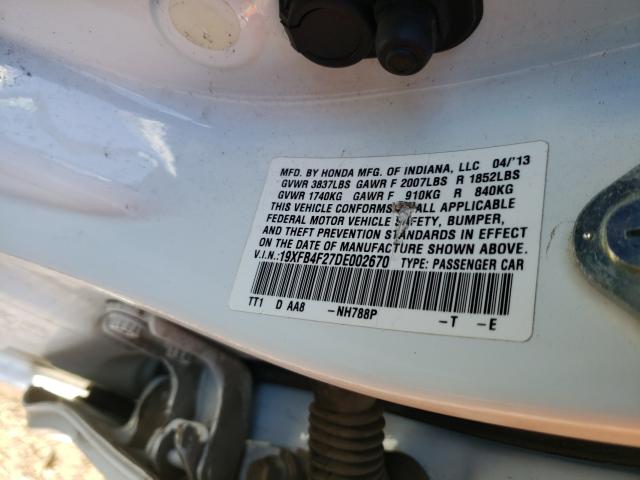 MFD. BY HONDA MFG. OF INDIANA, LLC 04/'13
GVWR 3837LBS GAWR F 2007LBS R 1852LBS
GVWR 1740KG GAWR F 910KG R 840KG
THIS VEHICLE CONFORMS ALL APPLICABLE
FEDERAL MOTOR VEHICLE SAFETY, BUMPER,
AND THEFT PREVENTION STANDARDS IN EFFECT
ON THE DATE OF MANUFACTURE SHOWN ABOVE.
V.I.N.:19XFB4F27DE002670 TYPE: PASSENGER CAR
TT1 D AA8 -NH788P -T -E